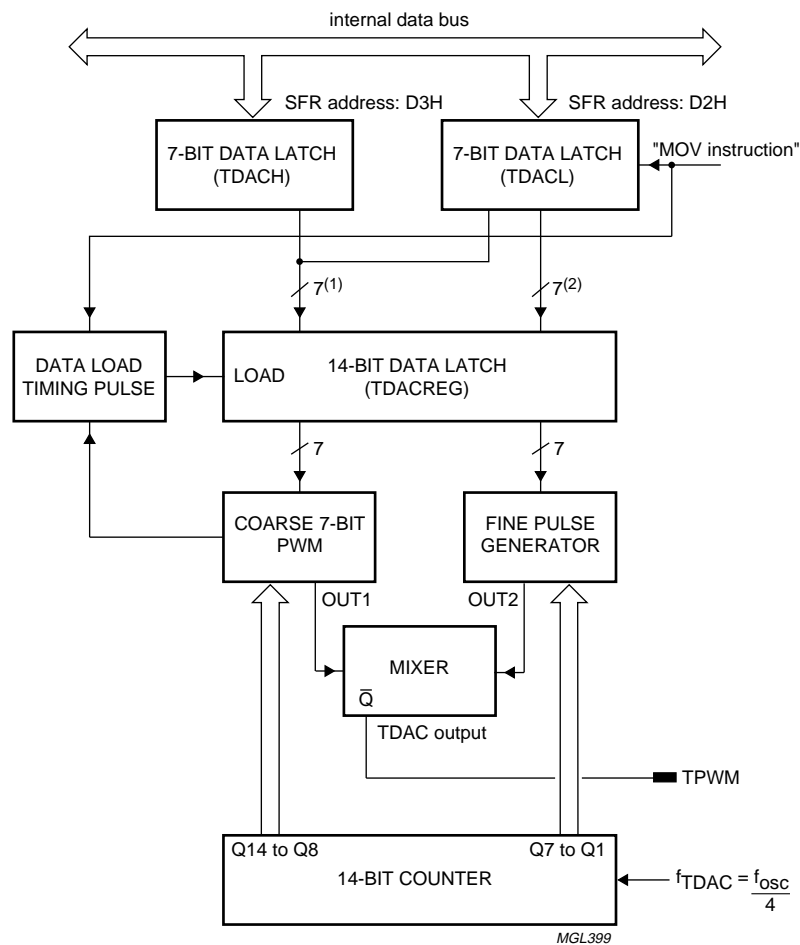 internal data bus
SFR address: D3H
SFR address: D2H
7-BIT DATA LATCH
(TDACH)
7-BIT DATA LATCH
(TDACL)
"MOV instruction"
7(1)
7(2)
DATA LOAD
TIMING PULSE
LOAD
14-BIT DATA LATCH
(TDACREG)
7
7
COARSE 7-BIT
PWM
FINE PULSE
GENERATOR
OUT1
OUT2
MIXER
Q̅
TDAC output
TPWM
Q14 to Q8
Q7 to Q1
14-BIT COUNTER
fTDAC = fosc
4
MGL399